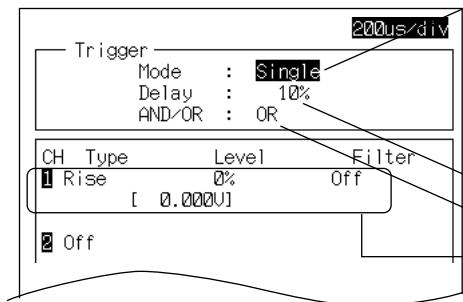 200us/div
Trigger
Mode : Single
Delay : 10%
AND/OR : OR
CH Type Level Filter
1 Rise 0% Off
[ 0.000V]
2 Off